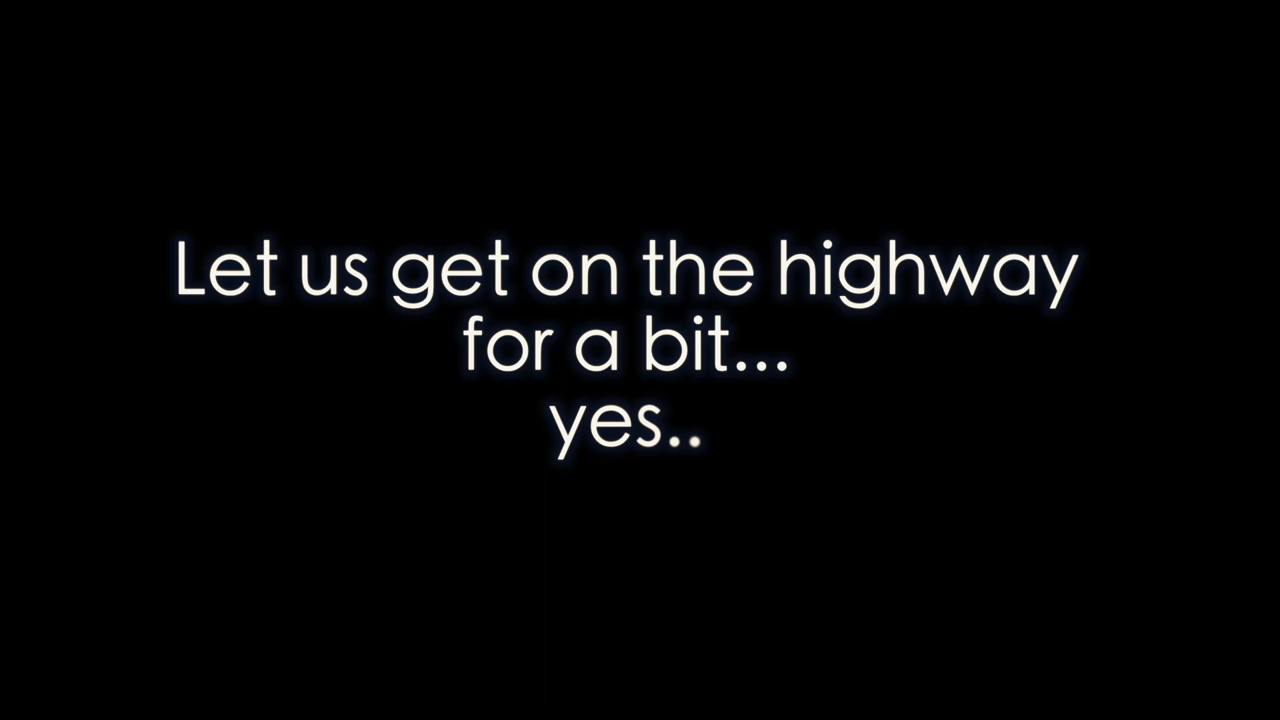 Let us get on the highway
for a bit...
yes..